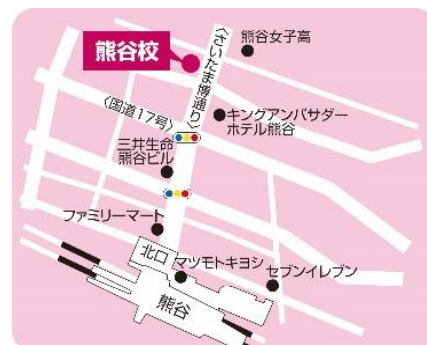 熊谷女子高
熊谷校
〈さいたま博通り〉
キングアンバサダー
ホテル熊谷
〈国道17号〉
三井生命
熊谷ビル
ファミリーマート
北口
マツモトキヨシ
セブンイレブン
熊谷